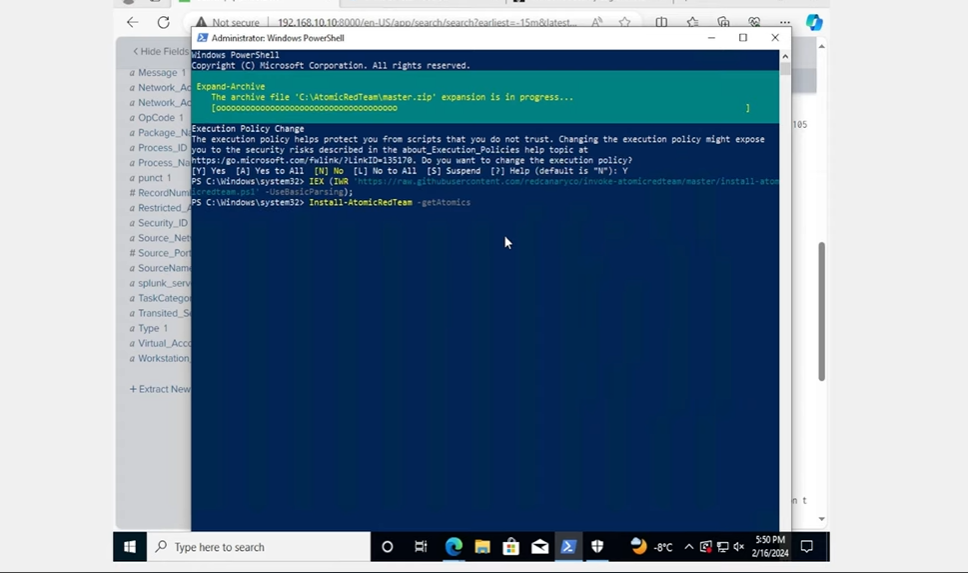 Not secure 192.168.10.10:8000/en-US/app/search/search?earliest=-15m&latest...
Administrator: Windows PowerShell
Hide Fields
a Message 1
a Network_Ac
a Network_Ac
a OpCode 1
a Package_N
a Process_ID
a Process_Na
a punct 1
# RecordNum
a Restricted_A
a Security_ID
a Source_Net
# Source_Port
a SourceName
a splunk_serv
a TaskCategor
a Transited_Se
a Type 1
a Virtual_Acco
a Workstation_
+ Extract New
Windows PowerShell
Copyright (C) Microsoft Corporation. All rights reserved.
Expand-Archive
The archive file 'C:\AtomicRedTeam\master.zip' expansion is in progress...
[oooooooooooooooooooooooooooooooooooo ]
Execution Policy Change
The execution policy helps protect you from scripts that you do not trust. Changing the execution policy might expose
you to the security risks described in the about_Execution_Policies help topic at
https:/go.microsoft.com/fwlink/?LinkID=135170. Do you want to change the execution policy?
[Y] Yes [A] Yes to All [N] No [L] No to All [S] Suspend [?] Help (default is "N"): Y
PS C:\Windows\system32> IEX (IWR 'https://raw.githubusercontent.com/redcanaryco/invoke-atomicredteam/master/install-atom
icredteam.ps1' -UseBasicParsing);
PS C:\Windows\system32> Install-AtomicRedTeam -getAtomics
105
n t
Type here to search
-8°C
5:50 PM
2/16/2024